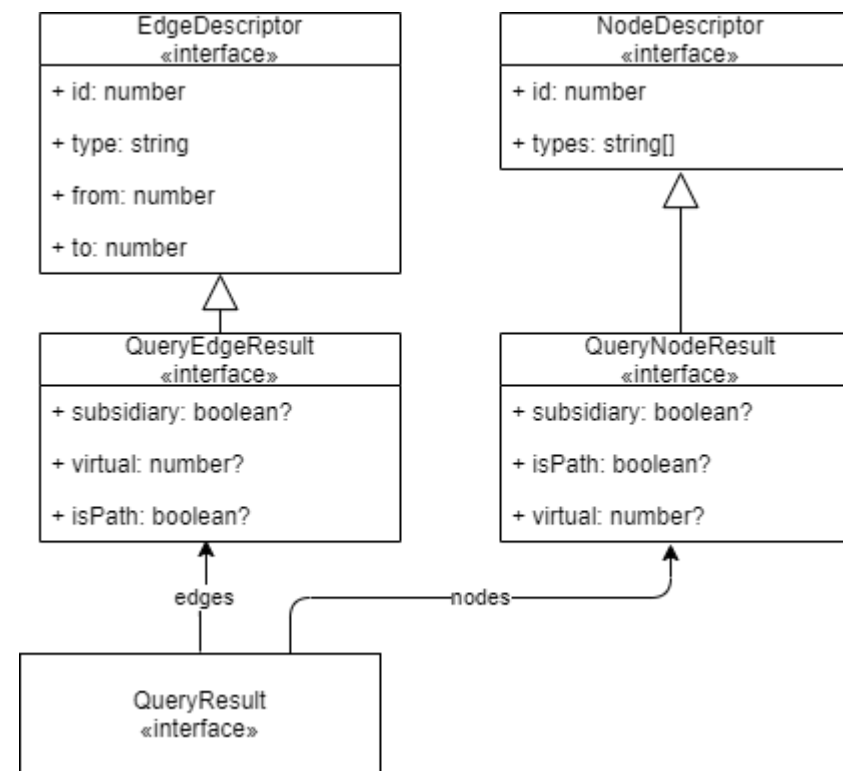 EdgeDescriptor
«interface»
+ id: number
+ type: string
+ from: number
+ to: number
NodeDescriptor
«interface»
+ id: number
+ types: string[]
QueryEdgeResult
«interface»
+ subsidiary: boolean?
+ virtual: number?
+ isPath: boolean?
QueryNodeResult
«interface»
+ subsidiary: boolean?
+ isPath: boolean?
+ virtual: number?
edges
nodes
QueryResult
«interface»